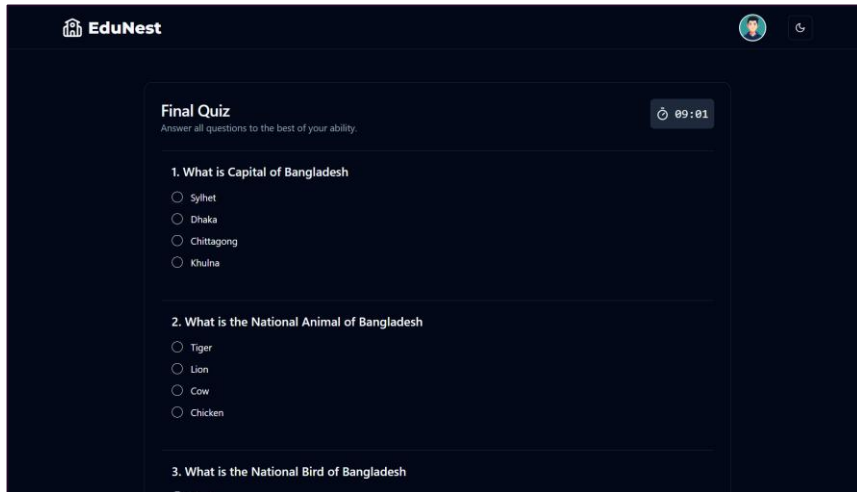 EduNest
Final Quiz
Answer all questions to the best of your ability.
09:01
1. What is Capital of Bangladesh
Sylhet
Dhaka
Chittagong
Khulna
2. What is the National Animal of Bangladesh
Tiger
Lion
Cow
Chicken
3. What is the National Bird of Bangladesh